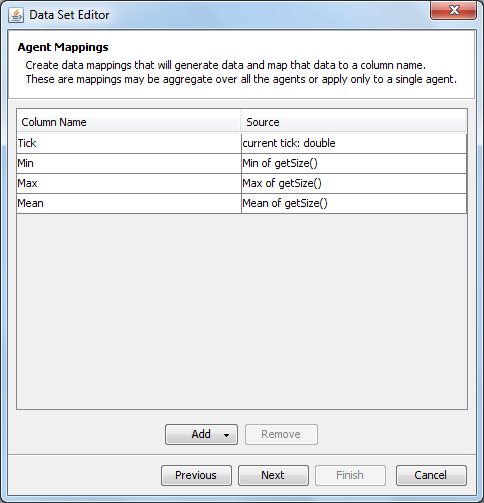 Data Set Editor
Agent Mappings
Create data mappings that will generate data and map that data to a column name.
These are mappings may be aggregate over all the agents or apply only to a single agent.
Column Name Source
Tick current tick: double
Min Min of getSize()
Max Max of getSize()
Mean Mean of getSize()
Add Remove
Previous Next Finish Cancel